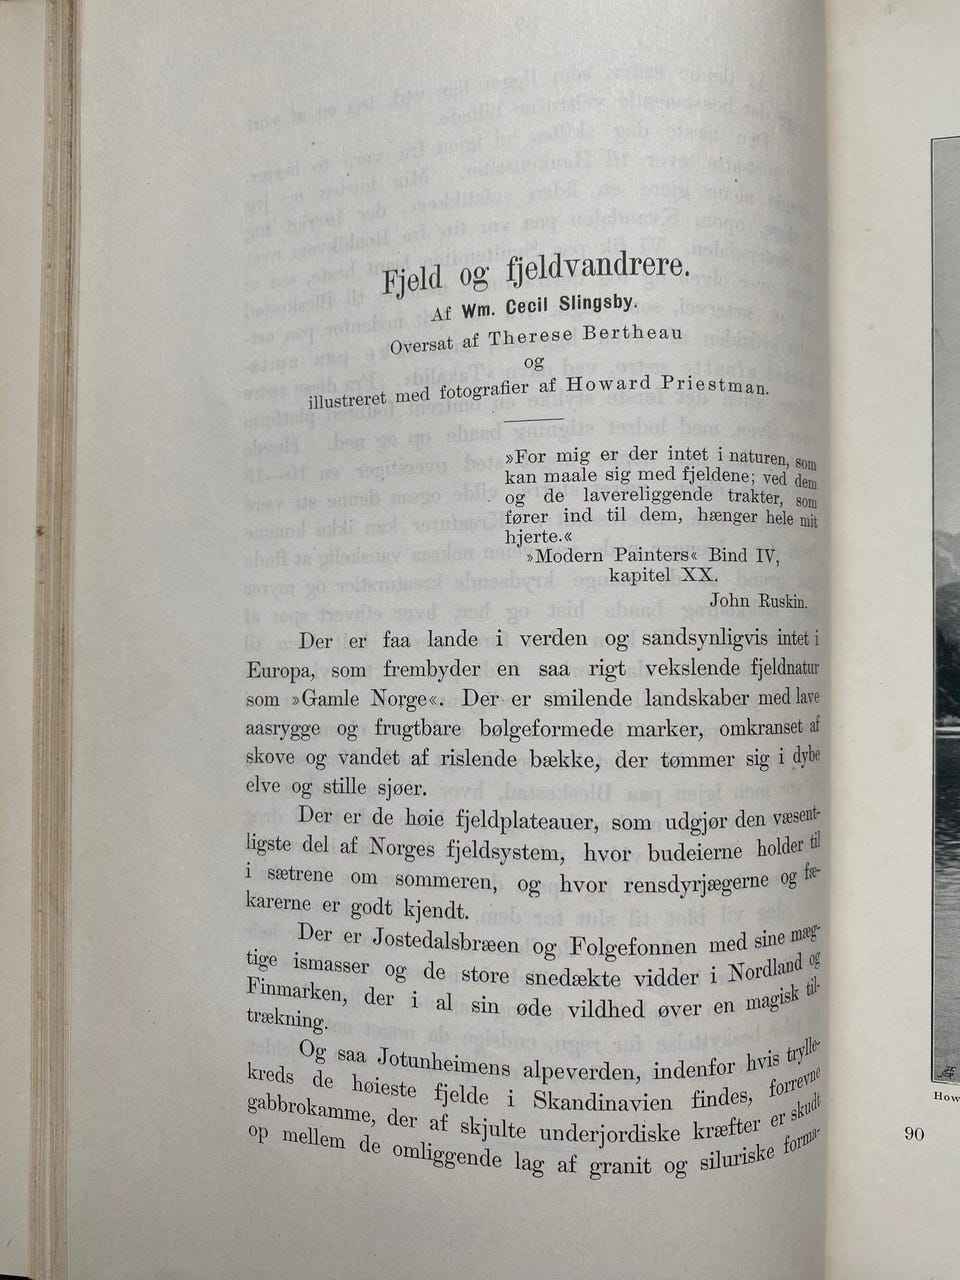 Fjeld og fjeldvandrere.
Af Wm. Cecil Slingsby.
Oversat af Therese Bertheau
og
illustreret med fotografier af Howard Priestman.
»For mig er der intet i naturen, som
kan maale sig med fjeldene; ved dem
og de lavereliggende trakter, som
fører ind til dem, hænger hele mit
hjerte.«
»Modern Painters« Bind IV,
kapitel XX.
John Ruskin.
Der er faa lande i verden og sandsynligvis intet i
Europa, som frembyder en saa rigt vekslende fjeldnatur
som »Gamle Norge«. Der er smilende landskaber med lave
aasrygge og frugtbare bølgeformede marker, omkranset af
skove og vandet af rislende bække, der tømmer sig i dybe
elve og stille sjøer.
Der er de høie fjeldplateauer, som udgjør den væsent-
ligste del af Norges fjeldsystem, hvor budeierne holder til
i sætrene om sommeren, og hvor rensdyrjægerne og fæ-
karerne er godt kjendt.
Der er Jostedalsbræen og Folgefonnen med sine mæg-
tige ismasser og de store snedækte vidder i Nordland og
Finmarken, der i al sin øde vildhed øver en magisk til-
trækning.
Og saa Jotunheimens alpeverden, indenfor hvis trylle-
kreds de høieste fjelde i Skandinavien findes, forrevne
gabbrokamme, der af skjulte underjordiske kræfter er skudt
op mellem de omliggende lag af granit og siluriske forma-
How
90